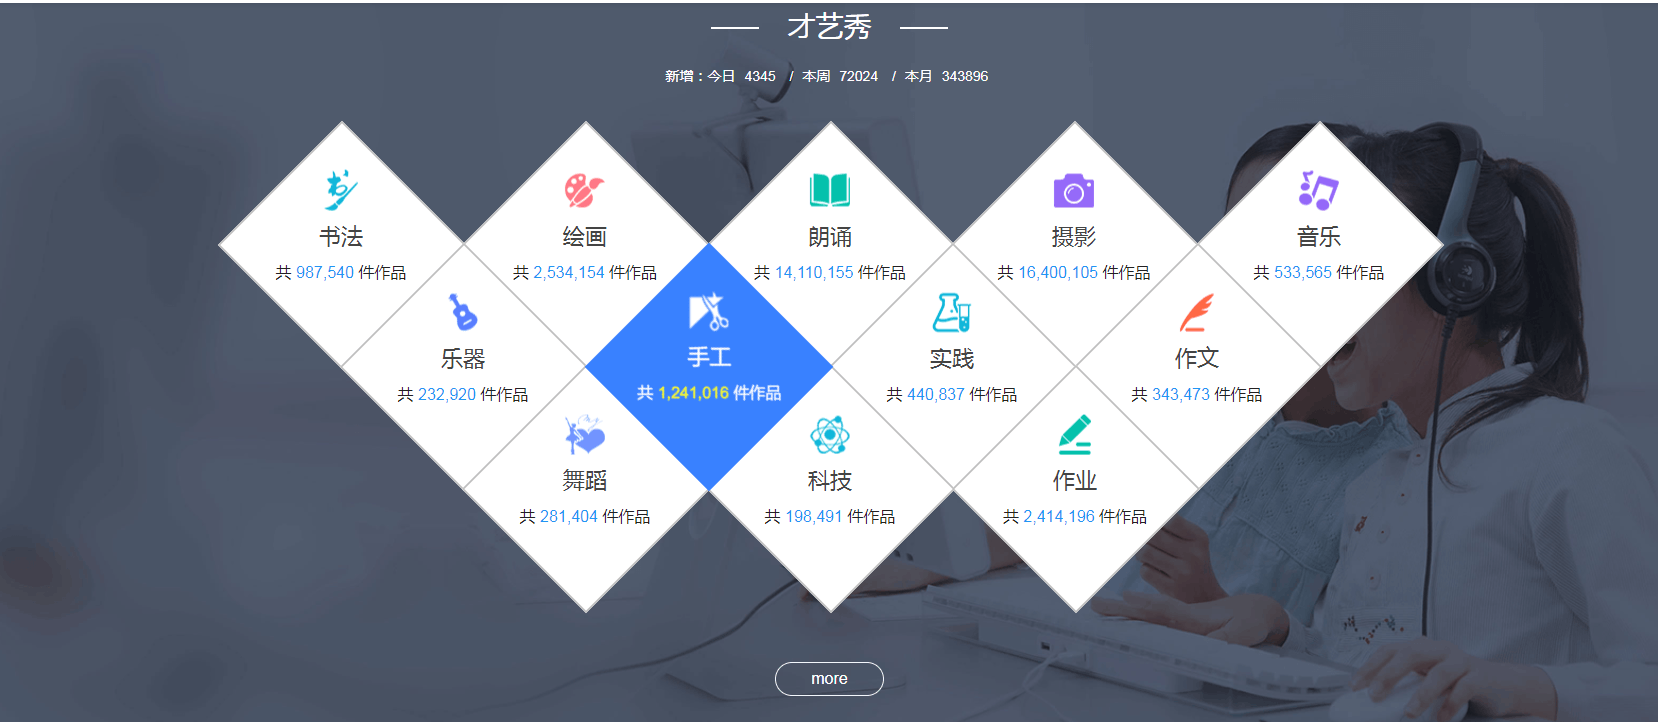 才艺秀
新增：今日 4345 / 本周 72024 / 本月 343896
书法
共 987,540 件作品
绘画
共 2,534,154 件作品
朗诵
共 14,110,155 件作品
摄影
共 16,400,105 件作品
音乐
共 533,565 件作品
乐器
共 232,920 件作品
手工
共 1,241,016 件作品
实践
共 440,837 件作品
作文
共 343,473 件作品
舞蹈
共 281,404 件作品
科技
共 198,491 件作品
作业
共 2,414,196 件作品
more